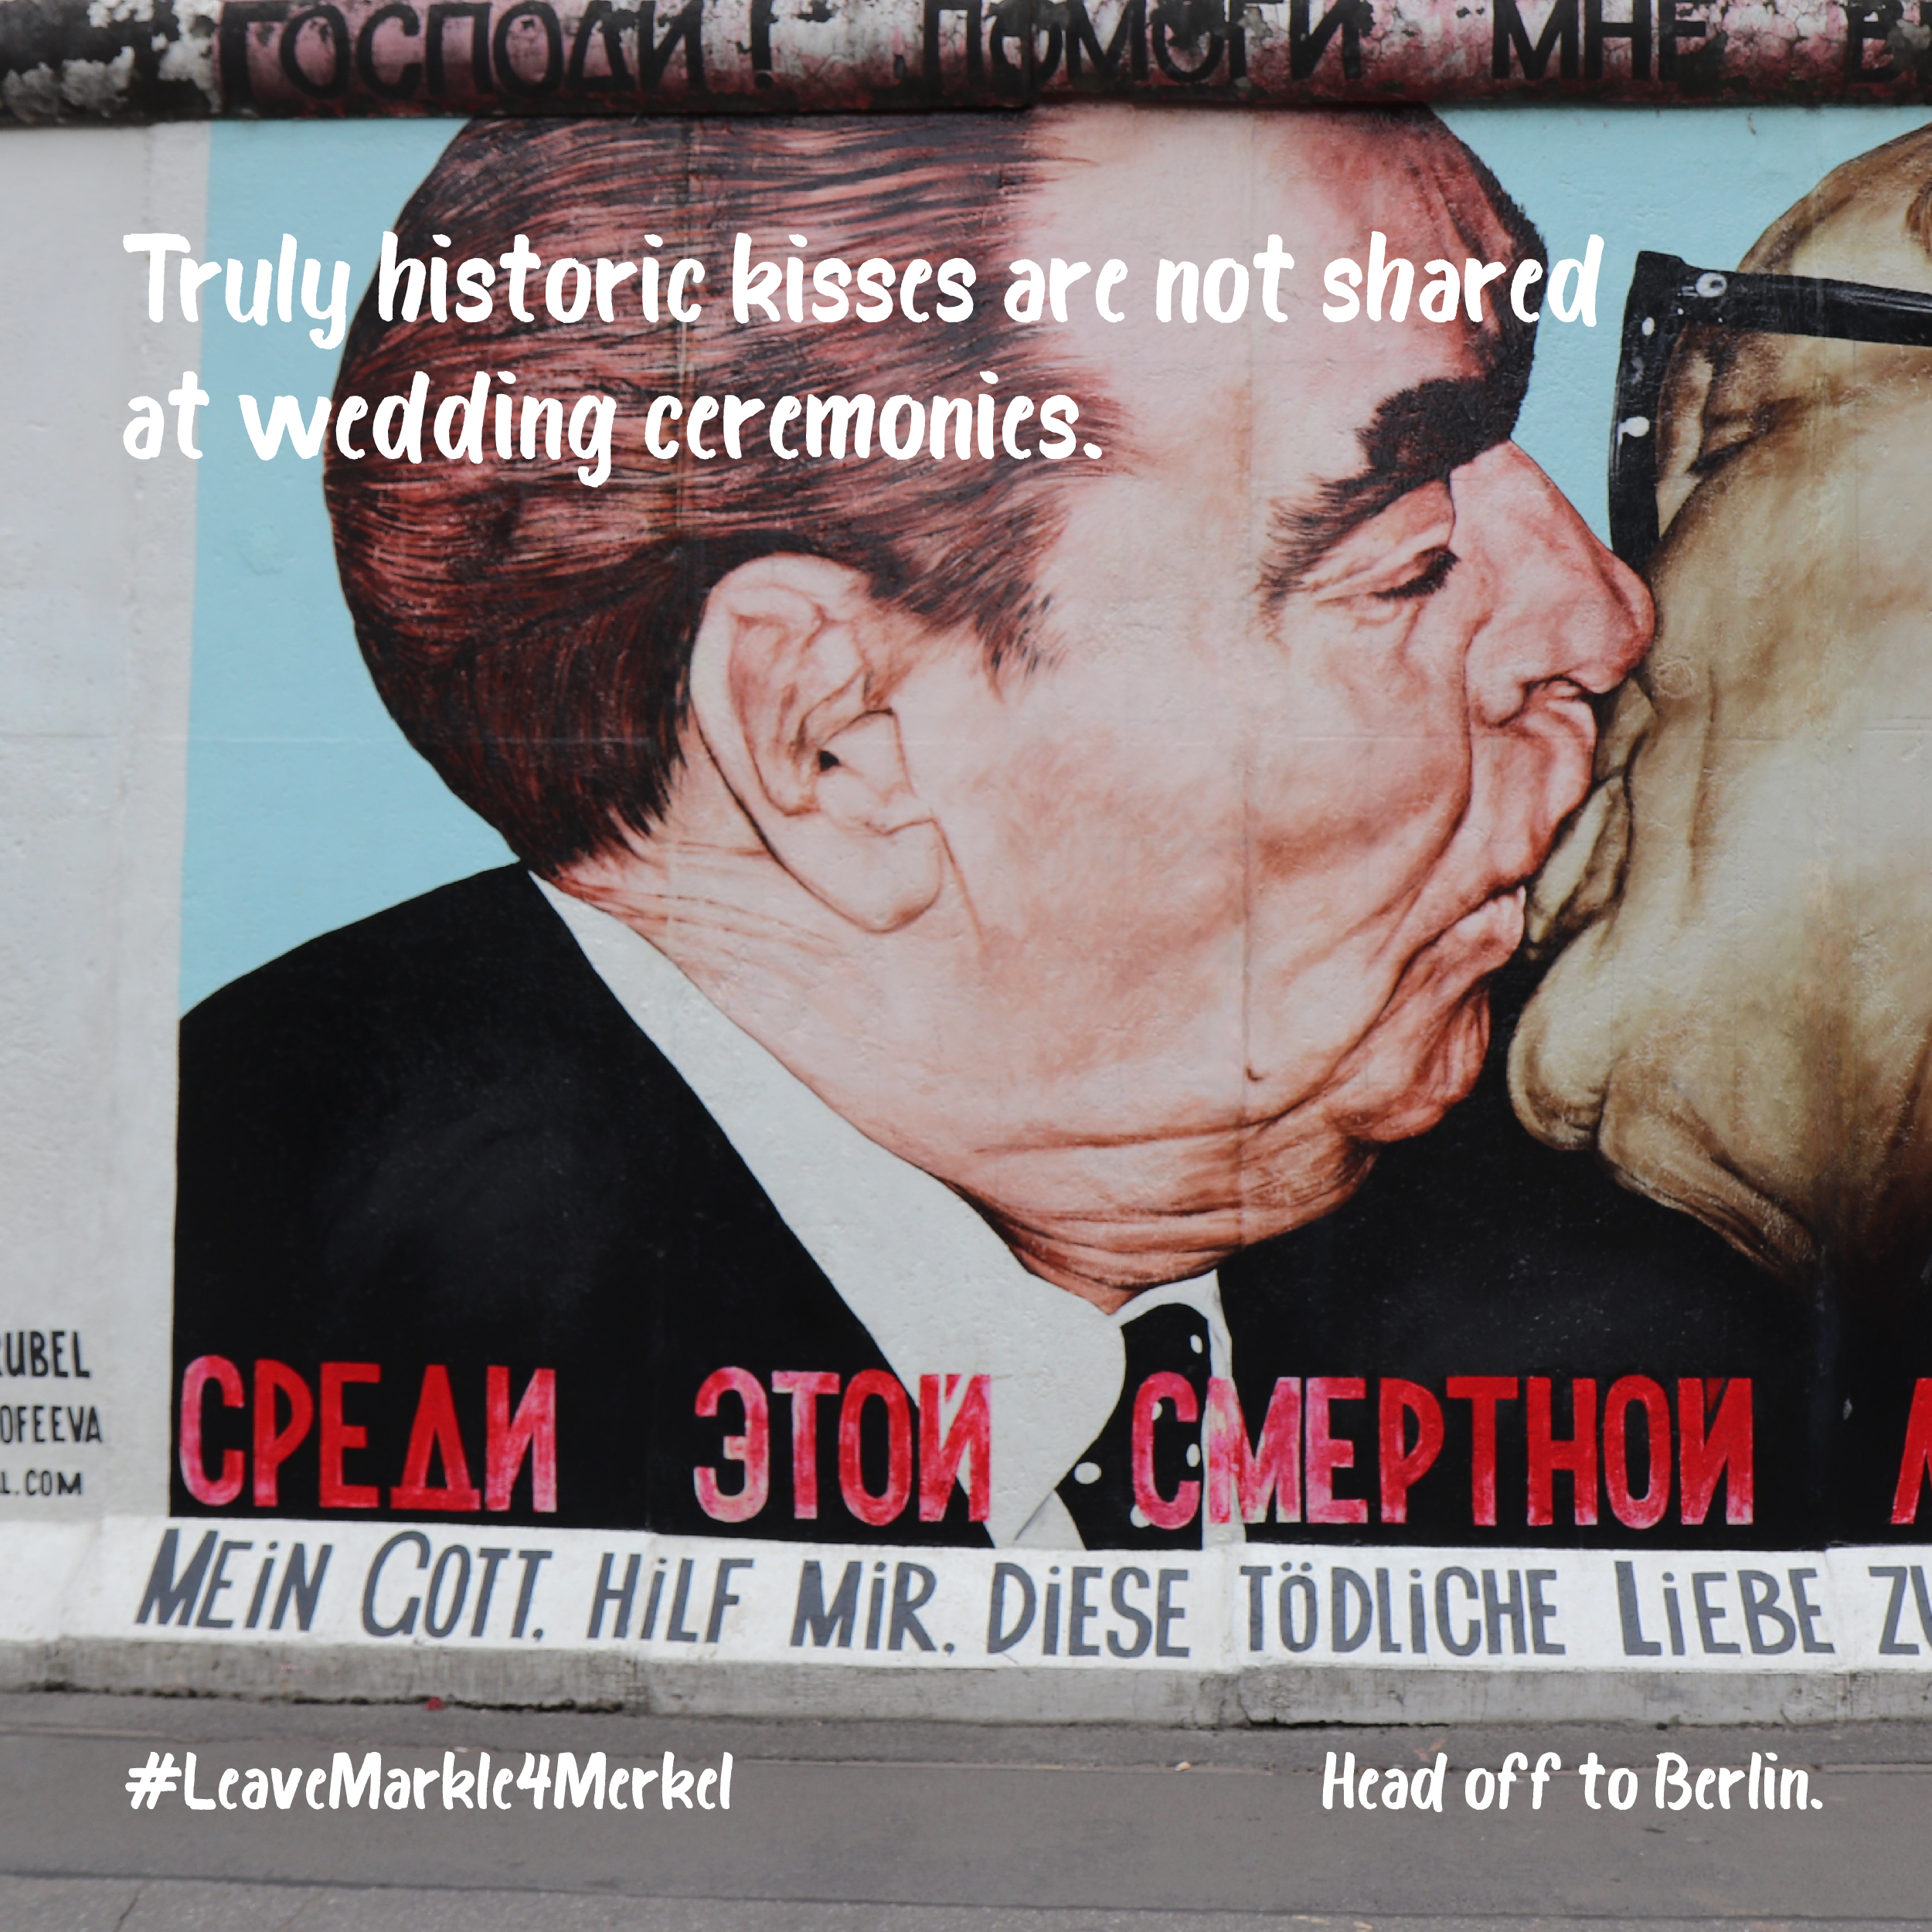 ГОСПОДИ! ПОМОГИ МНЕ В
Truly historic kisses are not shared
at wedding ceremonies.
RUBEL
OFEEVA
L.COM
СРЕДИ ЭТОЙ СМЕРТНОЙ
MEiN GOTT, HiLF MiR, DiESE TÖDLiCHE LiEBE ZU
#LeaveMarkle4Merkel
Head off to Berlin.